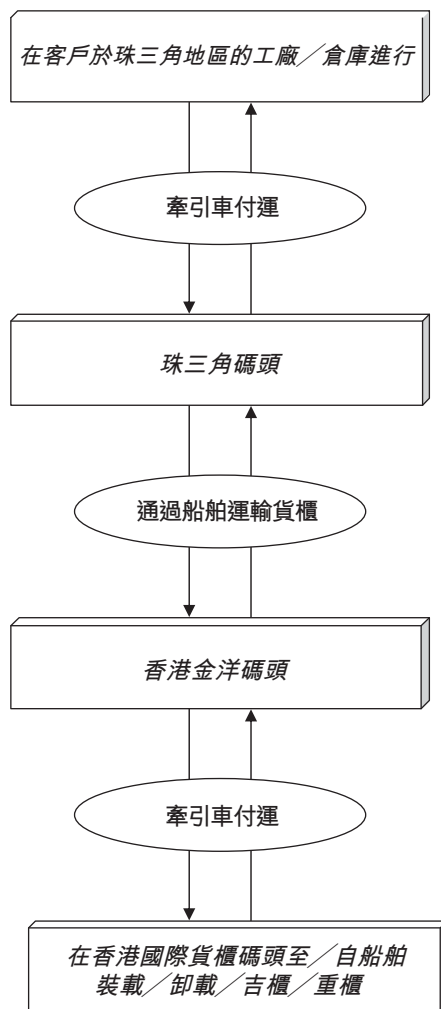 在客戶於珠三角地區的工廠╱倉庫進行
牽引車付運
珠三角碼頭
通過船舶運輸貨櫃
香港金洋碼頭
牽引車付運
在香港國際貨櫃碼頭至╱自船舶
裝載╱卸載╱吉櫃╱重櫃